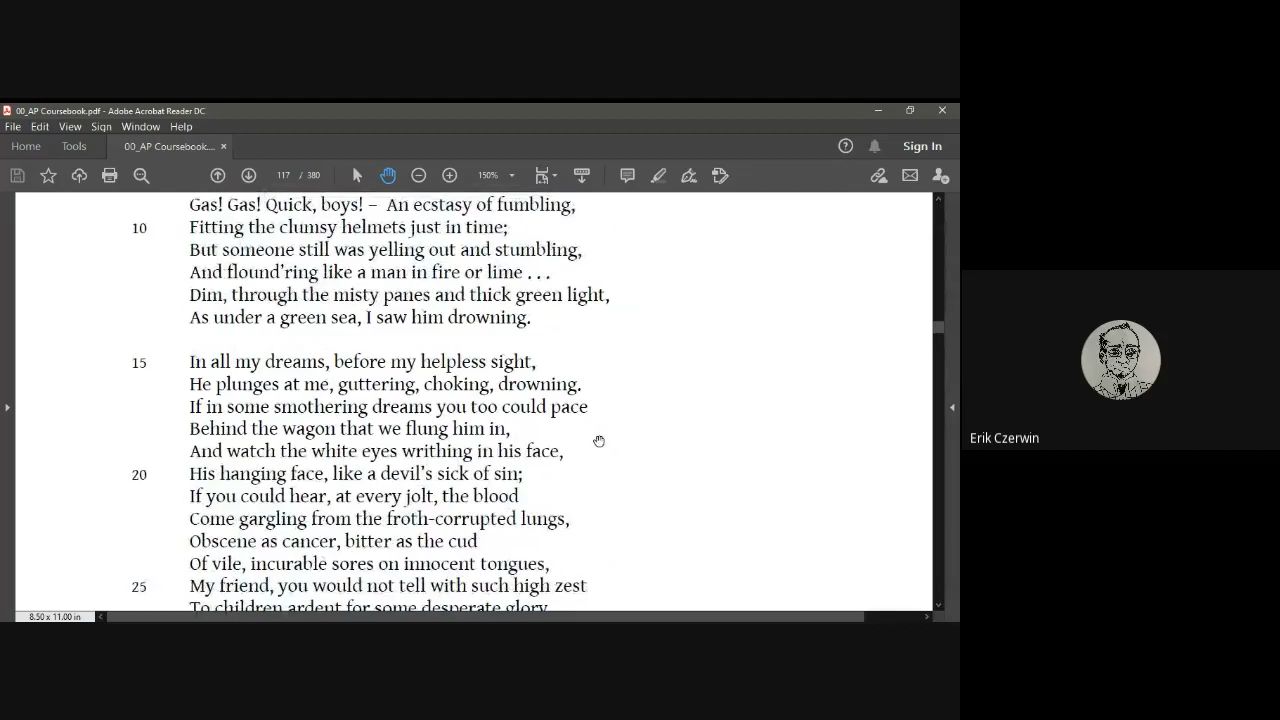 00_AP Coursebook.pdf - Adobe Acrobat Reader DC
File Edit View Sign Window Help
Home Tools 00_AP Coursebook.... × Sign In
117 / 380 150%
Gas! Gas! Quick, boys! – An ecstasy of fumbling,
10 Fitting the clumsy helmets just in time;
But someone still was yelling out and stumbling,
And flound’ring like a man in fire or lime . . .
Dim, through the misty panes and thick green light,
As under a green sea, I saw him drowning.
15 In all my dreams, before my helpless sight,
He plunges at me, guttering, choking, drowning.
If in some smothering dreams you too could pace
Behind the wagon that we flung him in,
And watch the white eyes writhing in his face,
20 His hanging face, like a devil’s sick of sin;
If you could hear, at every jolt, the blood
Come gargling from the froth-corrupted lungs,
Obscene as cancer, bitter as the cud
Of vile, incurable sores on innocent tongues,
25 My friend, you would not tell with such high zest
To children ardent for some desperate glory
8.50 x 11.00 in
Erik Czerwin